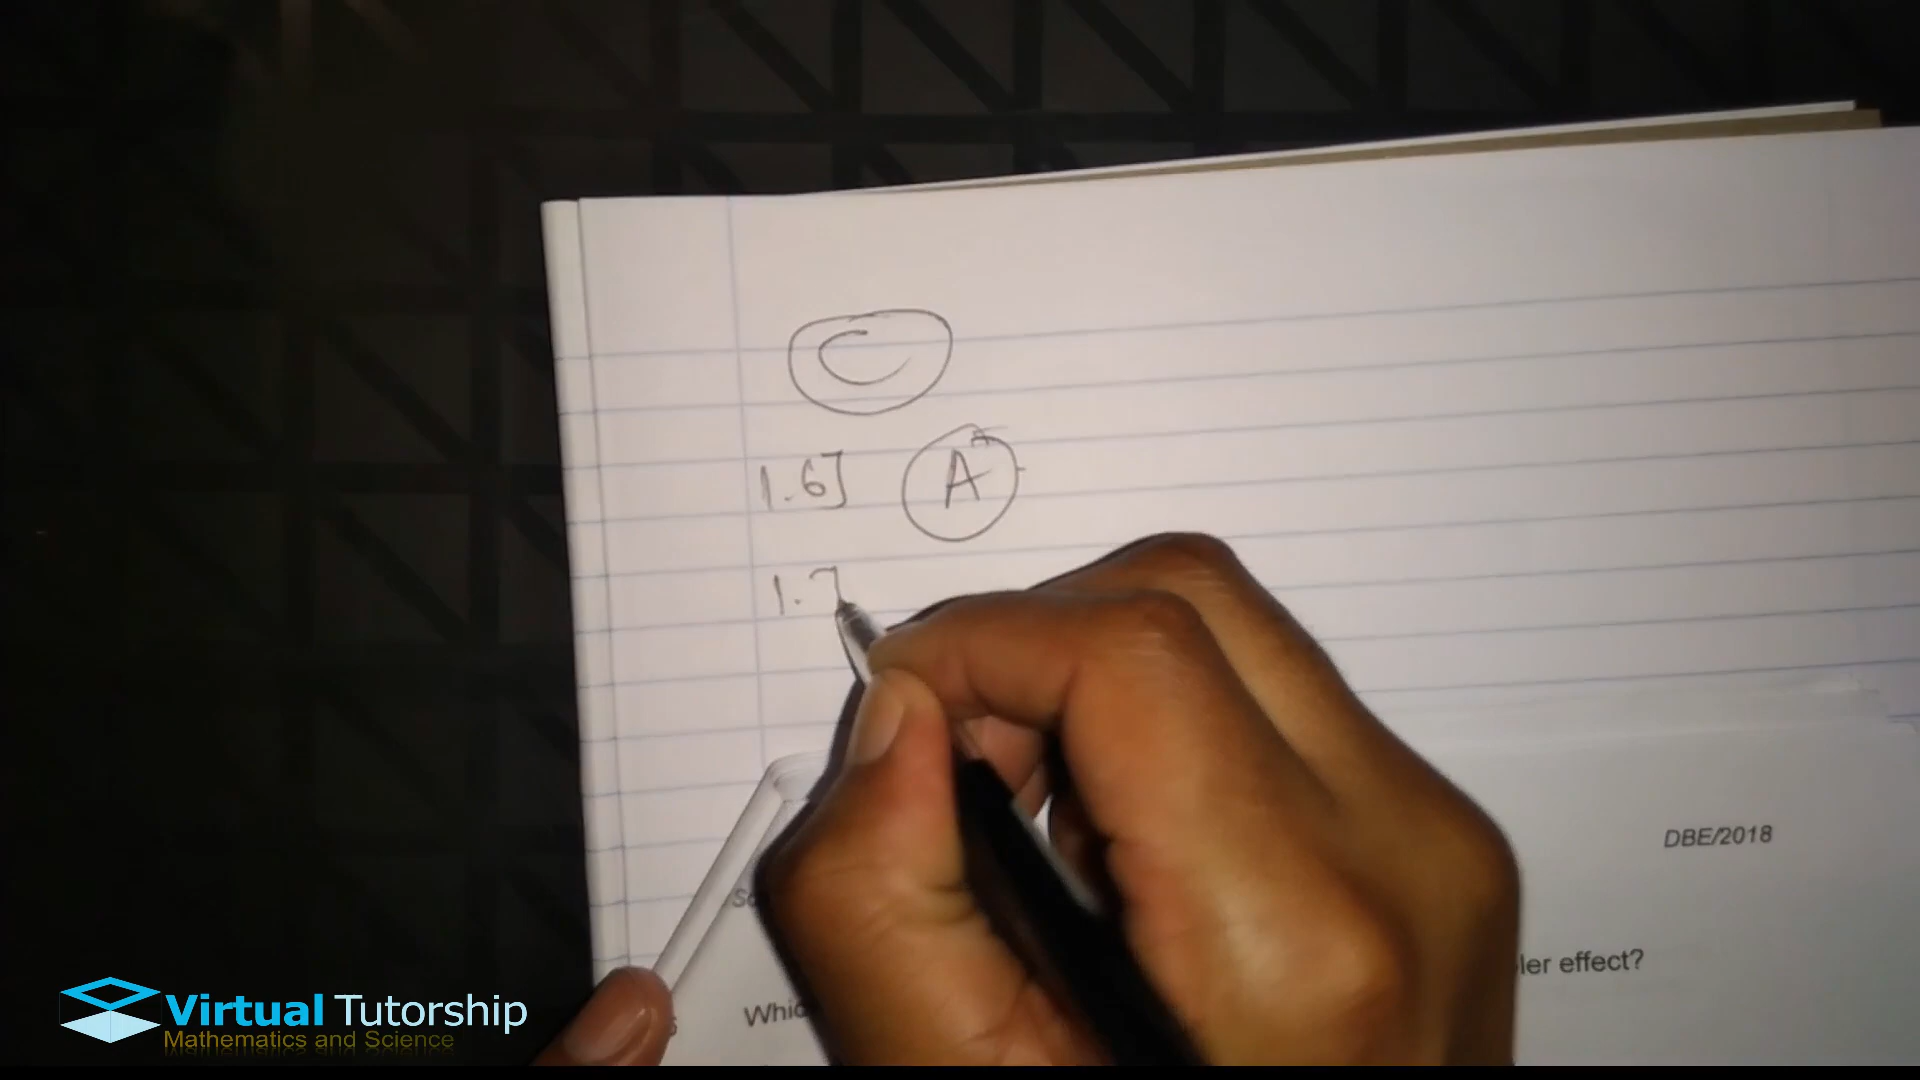 C
1.6] A
1.7
DBE/2018
ler effect?
Whic
Virtual Tutorship
Mathematics and Science